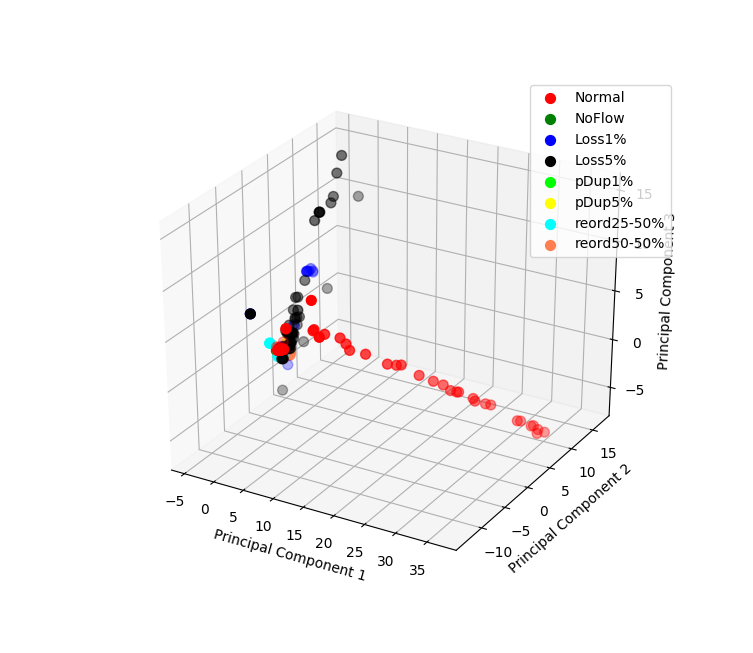 Normal
NoFlow
Loss1%
Loss5%
pDup1%
pDup5%
reord25-50%
reord50-50%
15
5
0
−5
Principal Component 3
15
10
5
0
−5
−10
Principal Component 2
−5
0
5
10
15
20
25
30
35
Principal Component 1